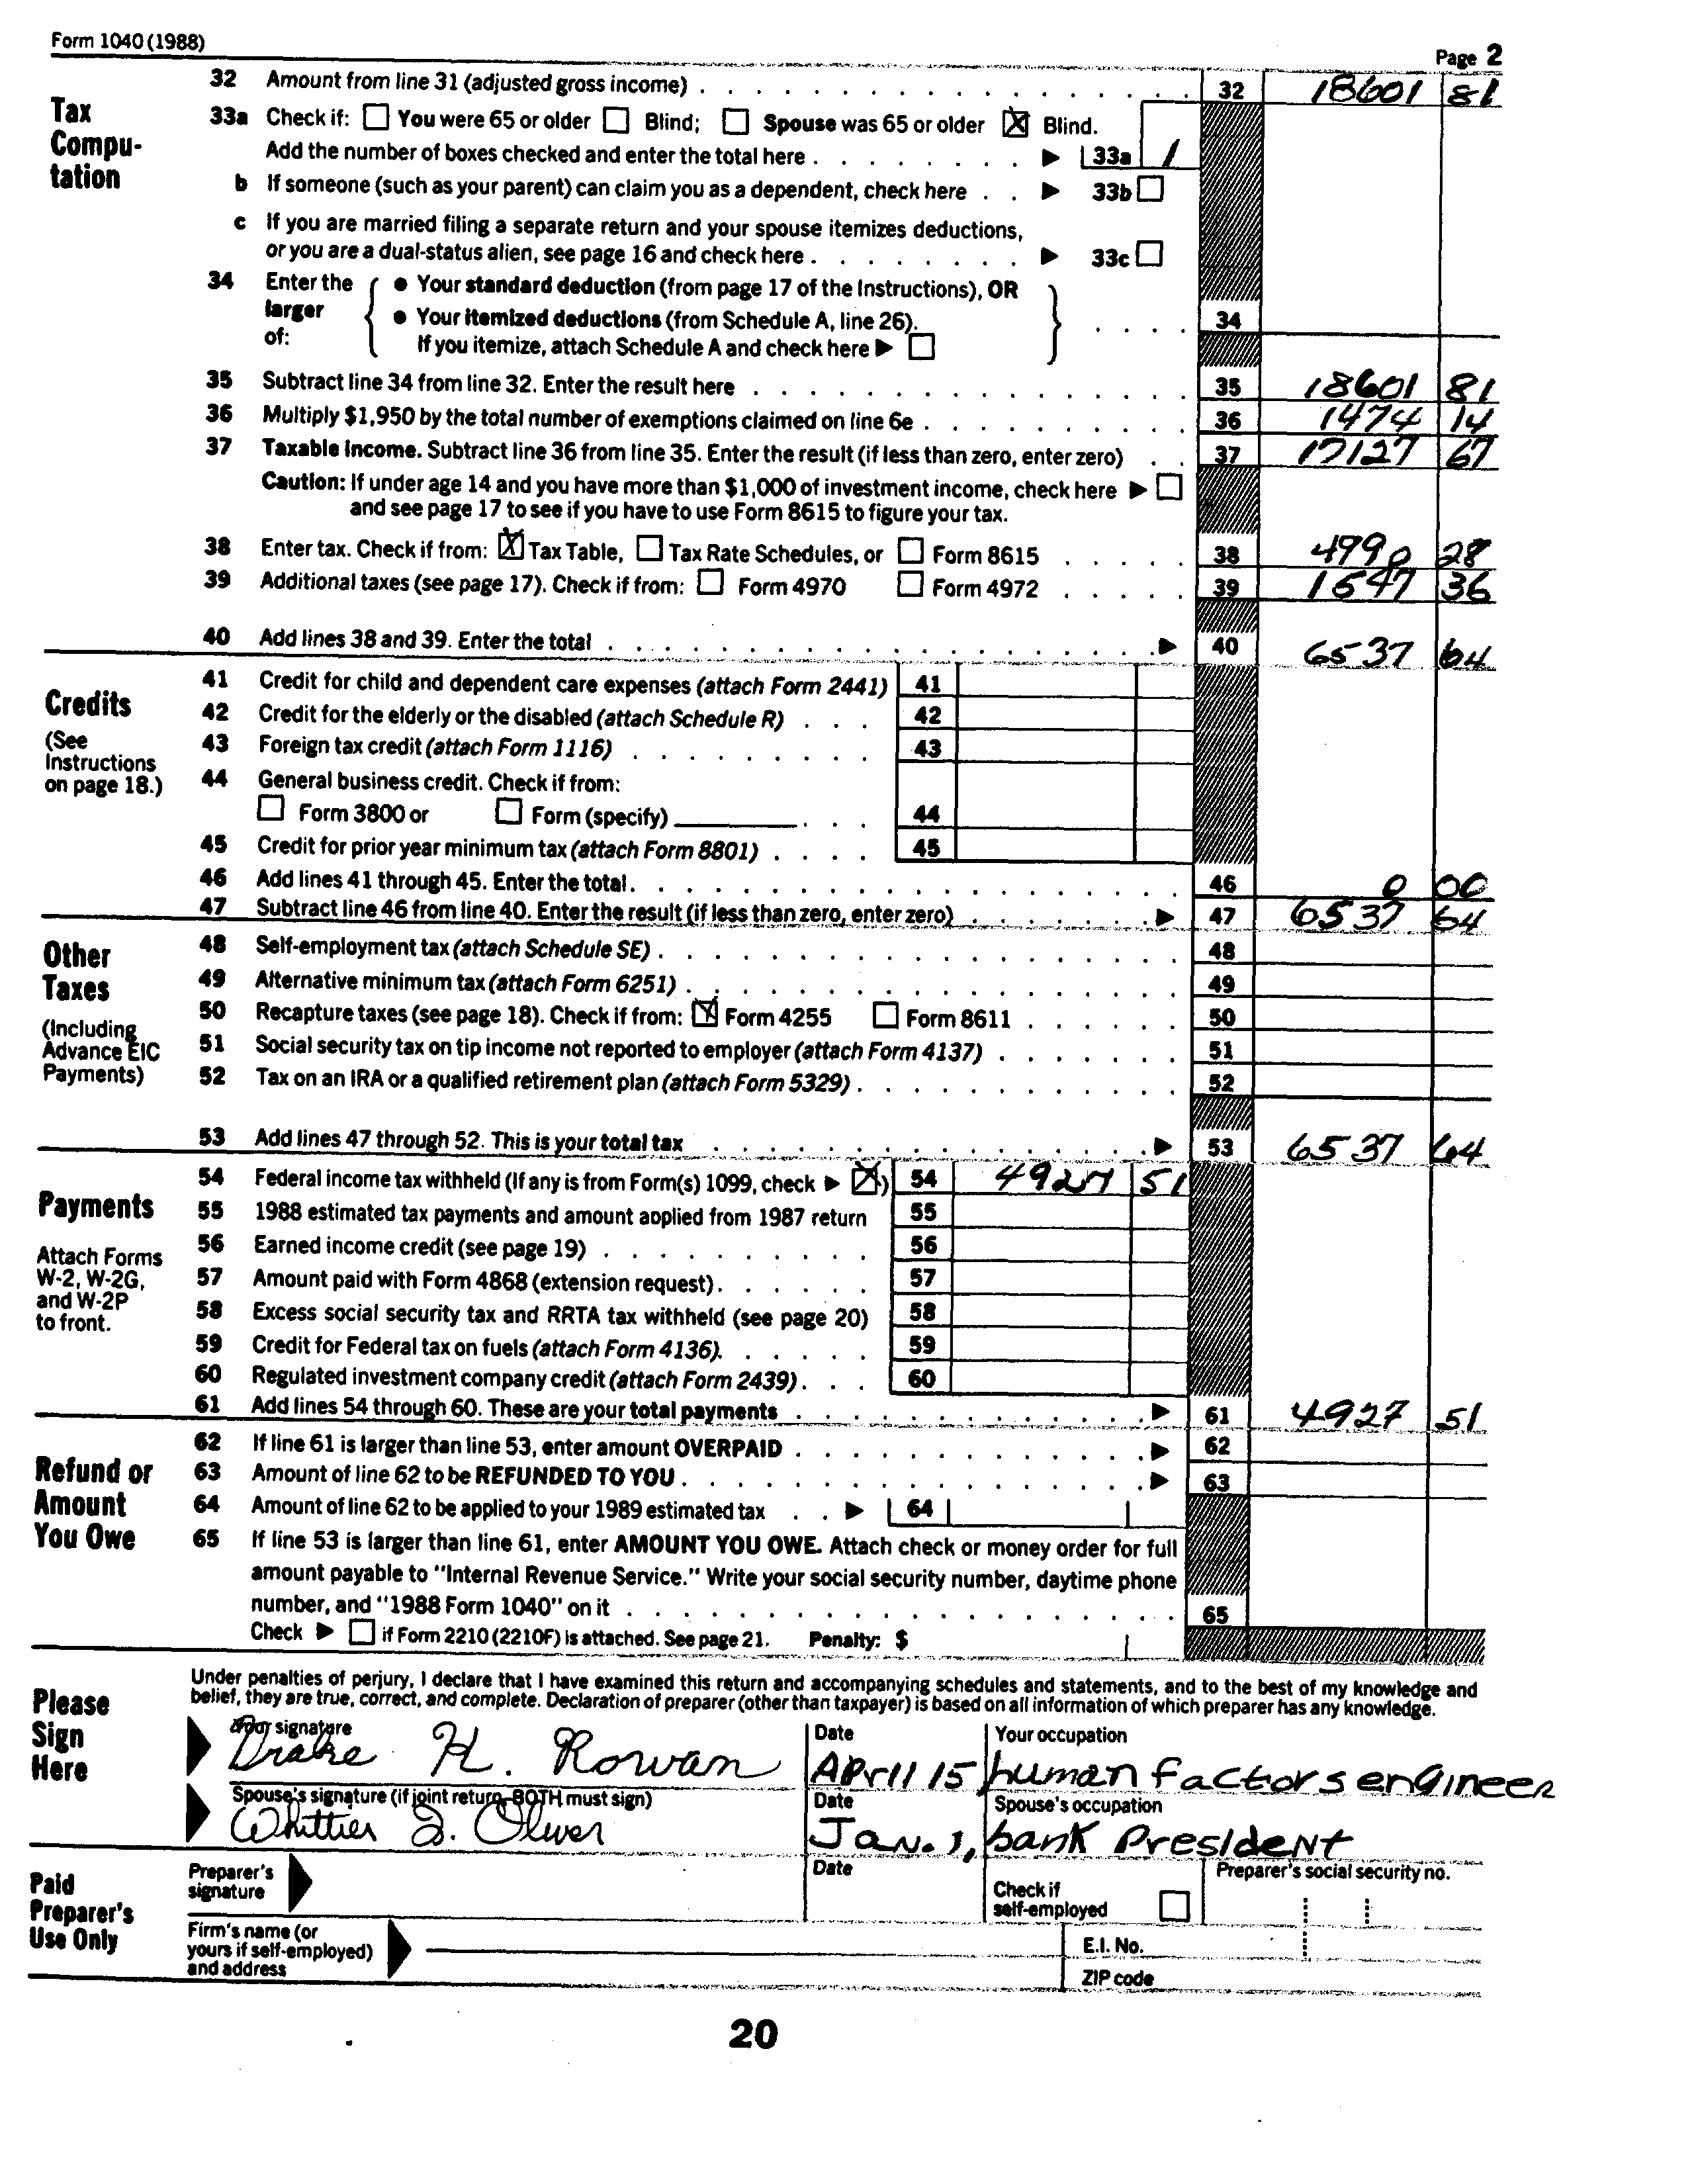 Form 1040 (1988)
Page 2
Tax Computation
32 Amount from line 31 (adjusted gross income) . . . . 32 18601 81
33a Check if: ☐ You were 65 or older ☐ Blind; ☐ Spouse was 65 or older ☒ Blind.
Add the number of boxes checked and enter the total here . . . . ▶ 33a 1
b If someone (such as your parent) can claim you as a dependent, check here . . ▶ 33b ☐
c If you are married filing a separate return and your spouse itemizes deductions,
or you are a dual-status alien, see page 16 and check here . . . . ▶ 33c ☐
34 Enter the larger of:
● Your standard deduction (from page 17 of the Instructions), OR
● Your itemized deductions (from Schedule A, line 26).
If you itemize, attach Schedule A and check here ▶ ☐
34
35 Subtract line 34 from line 32. Enter the result here . . . . 35 18601 81
36 Multiply $1,950 by the total number of exemptions claimed on line 6e . . . . 36 1474 14
37 Taxable income. Subtract line 36 from line 35. Enter the result (if less than zero, enter zero) . . 37 17127 67
Caution: If under age 14 and you have more than $1,000 of investment income, check here ▶ ☐
and see page 17 to see if you have to use Form 8615 to figure your tax.
38 Enter tax. Check if from: ☒ Tax Table, ☐ Tax Rate Schedules, or ☐ Form 8615 . . . . 38 4990 28
39 Additional taxes (see page 17). Check if from: ☐ Form 4970 ☐ Form 4972 . . . . 39 1547 36
40 Add lines 38 and 39. Enter the total . . . . ▶ 40 6537 64
Credits
(See Instructions on page 18.)
41 Credit for child and dependent care expenses (attach Form 2441) 41
42 Credit for the elderly or the disabled (attach Schedule R) . . . 42
43 Foreign tax credit (attach Form 1116) . . . . 43
44 General business credit. Check if from:
☐ Form 3800 or ☐ Form (specify) . . . 44
45 Credit for prior year minimum tax (attach Form 8801) . . . . 45
46 Add lines 41 through 45. Enter the total . . . . 46 0 00
47 Subtract line 46 from line 40. Enter the result (if less than zero, enter zero) . . . . ▶ 47 6537 64
Other Taxes
(Including Advance EIC Payments)
48 Self-employment tax (attach Schedule SE) . . . . 48
49 Alternative minimum tax (attach Form 6251) . . . . 49
50 Recapture taxes (see page 18). Check if from: ☒ Form 4255 ☐ Form 8611 . . . . 50
51 Social security tax on tip income not reported to employer (attach Form 4137) . . . . 51
52 Tax on an IRA or a qualified retirement plan (attach Form 5329) . . . . 52
53 Add lines 47 through 52. This is your total tax . . . . ▶ 53 6537 64
Payments
Attach Forms W-2, W-2G, and W-2P to front.
54 Federal income tax withheld (If any is from Form(s) 1099, check ▶ ☒) 54 4927 51
55 1988 estimated tax payments and amount applied from 1987 return 55
56 Earned income credit (see page 19) . . . . 56
57 Amount paid with Form 4868 (extension request) . . . . 57
58 Excess social security tax and RRTA tax withheld (see page 20) 58
59 Credit for Federal tax on fuels (attach Form 4136) . . . . 59
60 Regulated investment company credit (attach Form 2439) . . . 60
61 Add lines 54 through 60. These are your total payments . . . . ▶ 61 4927 51
Refund or Amount You Owe
62 If line 61 is larger than line 53, enter amount OVERPAID . . . . ▶ 62
63 Amount of line 62 to be REFUNDED TO YOU . . . . ▶ 63
64 Amount of line 62 to be applied to your 1989 estimated tax . . ▶ 64
65 If line 53 is larger than line 61, enter AMOUNT YOU OWE. Attach check or money order for full
amount payable to "Internal Revenue Service." Write your social security number, daytime phone
number, and "1988 Form 1040" on it . . . . 65
Check ▶ ☐ if Form 2210 (2210F) is attached. See page 21. Penalty: $
Please Sign Here
Under penalties of perjury, I declare that I have examined this return and accompanying schedules and statements, and to the best of my knowledge and
belief, they are true, correct, and complete. Declaration of preparer (other than taxpayer) is based on all information of which preparer has any knowledge.
Your signature Date Your occupation
Drake H. Rowan APril 15 human factors engineer
Spouse's signature (if joint return, BOTH must sign) Date Spouse's occupation
Whittier J. Oliver Jan. 1, bank President
Paid Preparer's Use Only
Preparer's signature Date Check if self-employed ☐ Preparer's social security no.
Firm's name (or yours if self-employed) and address
E.I. No.
ZIP code
20